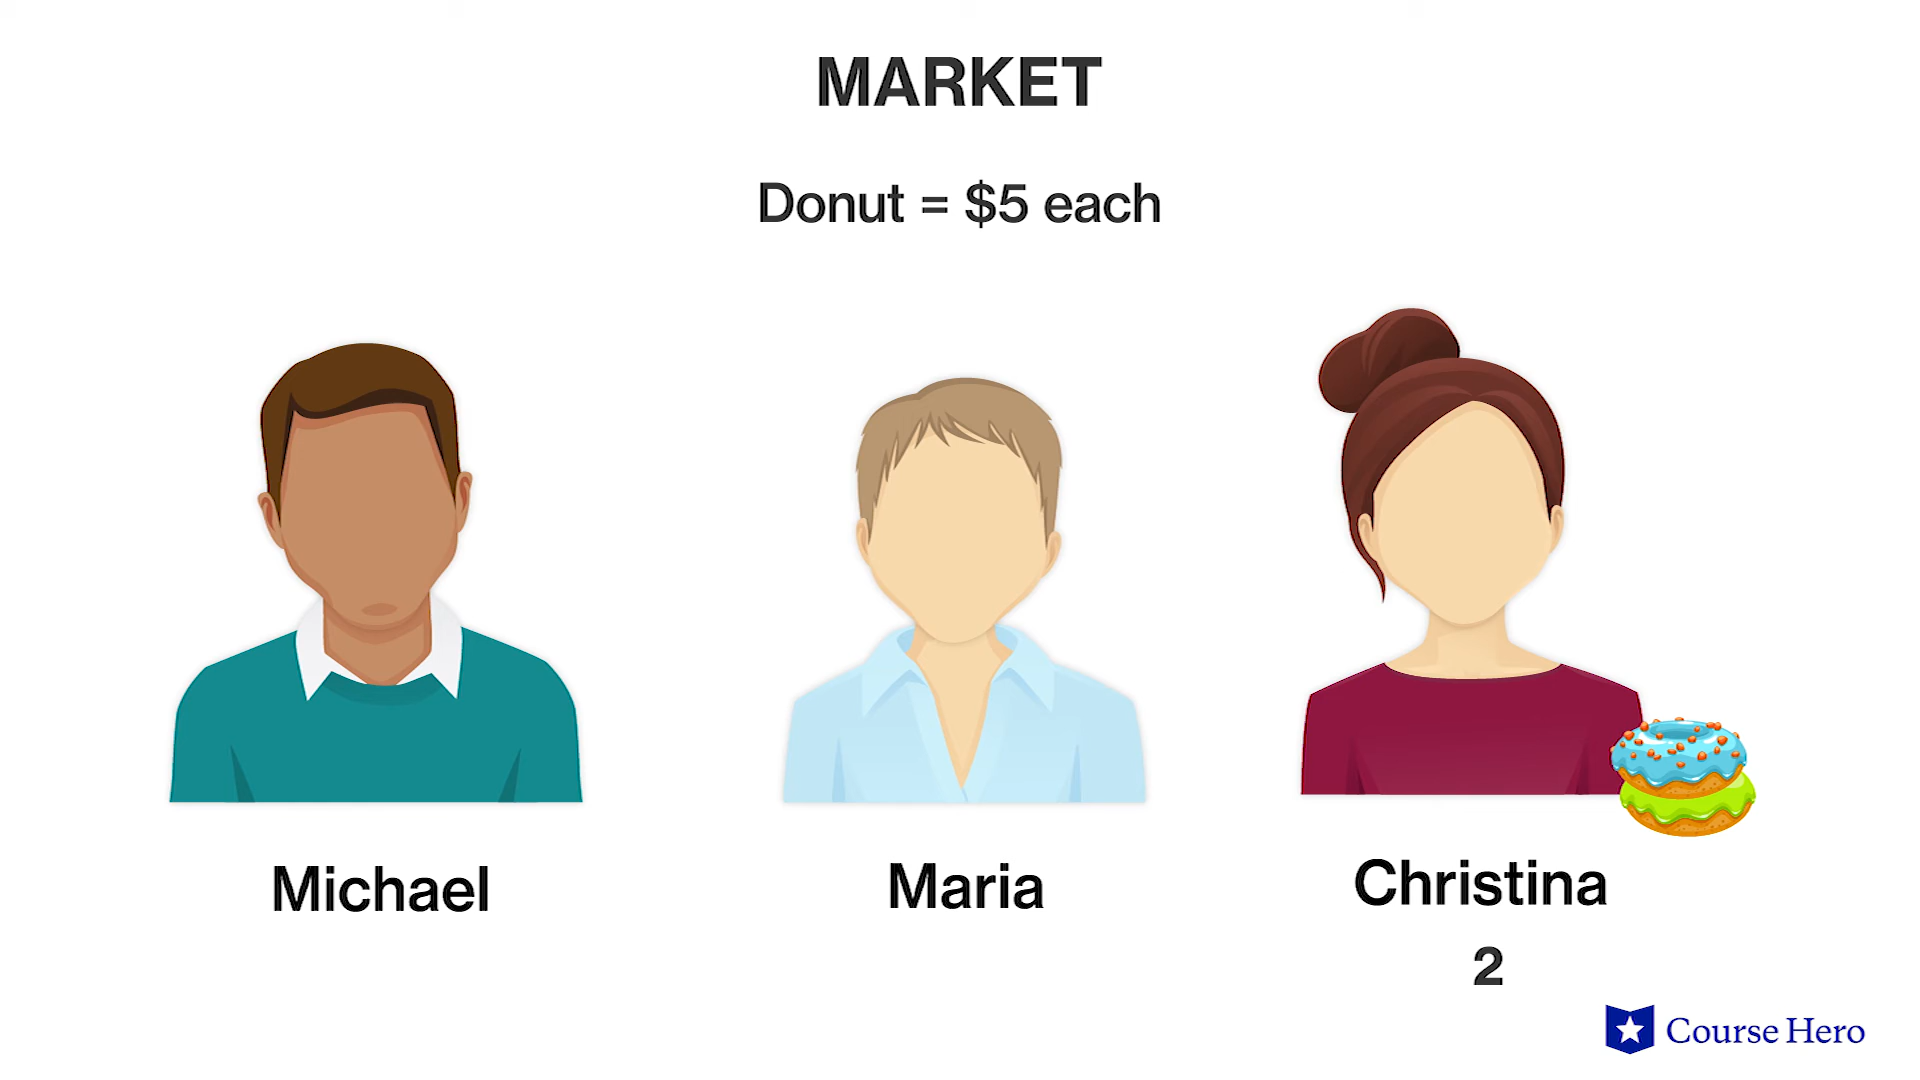 MARKET
Donut = $5 each
Michael
Maria
Christina
2
Course Hero